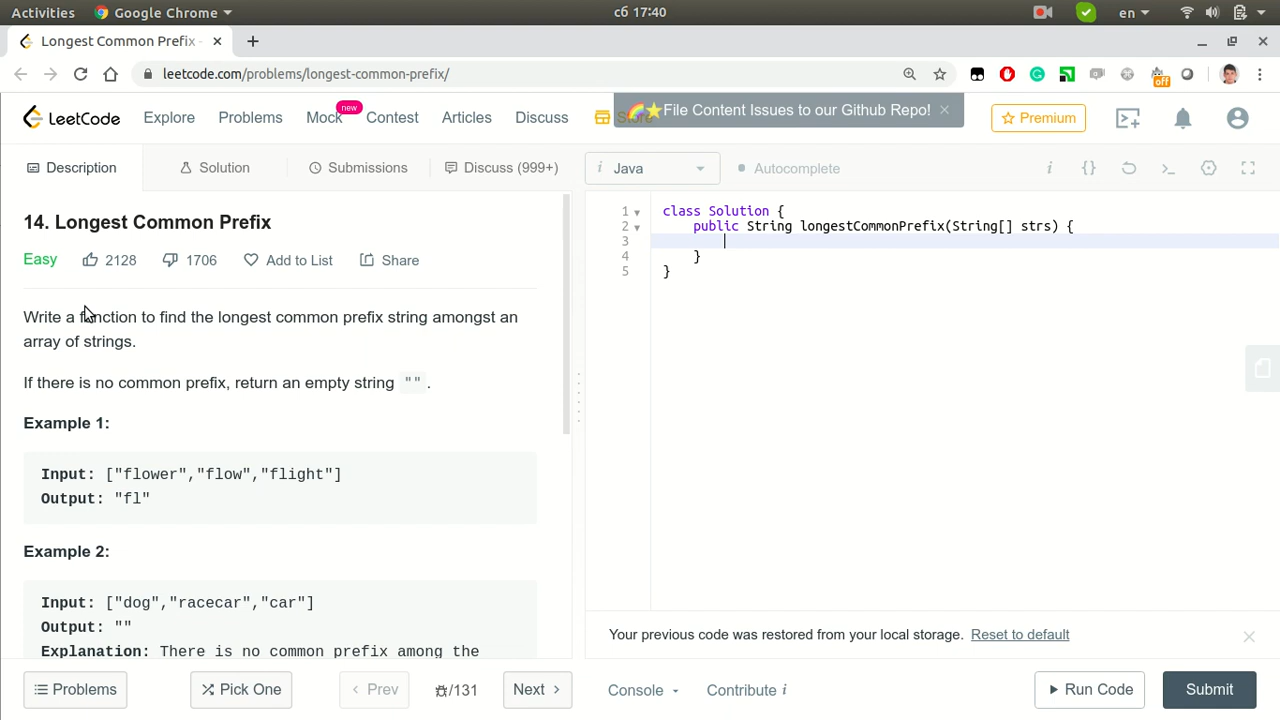 Activities Google Chrome ▾ сб 17:40 en ▾
Longest Common Prefix -
leetcode.com/problems/longest-common-prefix/
off
LeetCode Explore Problems Mock new Contest Articles Discuss Store Premium
🌈⭐File Content Issues to our Github Repo!
Description Solution Submissions Discuss (999+) i Java Autocomplete i {}
14. Longest Common Prefix
Easy 2128 1706 Add to List Share
Write a function to find the longest common prefix string amongst an
array of strings.
If there is no common prefix, return an empty string "" .
Example 1:
Input: ["flower","flow","flight"]
Output: "fl"
Example 2:
Input: ["dog","racecar","car"]
Output: ""
Explanation: There is no common prefix among the
1 class Solution {
2 public String longestCommonPrefix(String[] strs) {
3
4 }
5 }
Your previous code was restored from your local storage. Reset to default
Problems Pick One Prev /131 Next Console Contribute i Run Code Submit